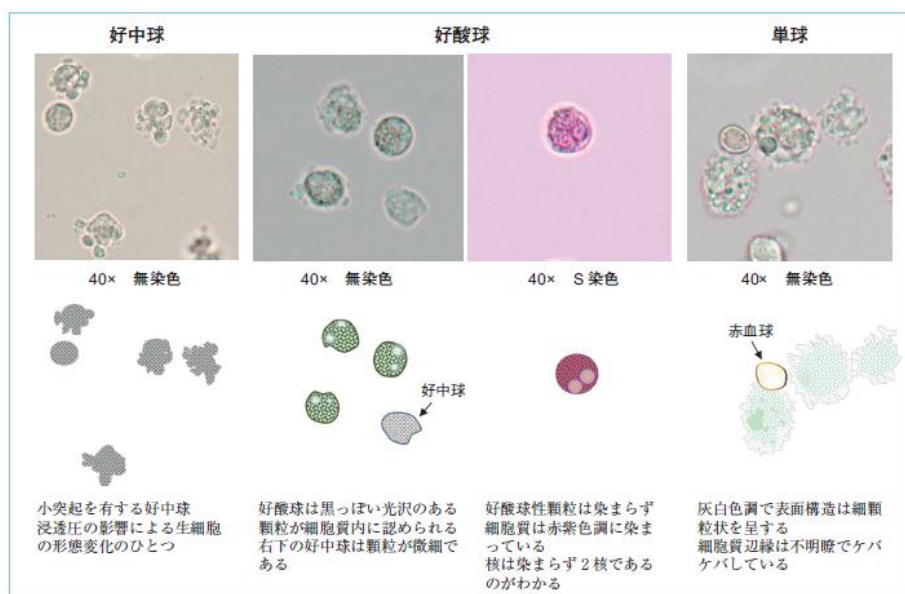 好中球
好酸球
単球
40× 無染色
40× 無染色
40× S染色
40× 無染色
好中球
赤血球
小突起を有する好中球
浸透圧の影響による生細胞
の形態変化のひとつ
好酸球は黒っぽい光沢のある
顆粒が細胞質内に認められる
右下の好中球は顆粒が微細で
ある
好酸球性顆粒は染まらず
細胞質は赤紫色調に染ま
っている
核は染まらず2核である
のがわかる
灰白色調で表面構造は細顆
粒状を呈する
細胞質辺縁は不明瞭でケバ
ケバしている